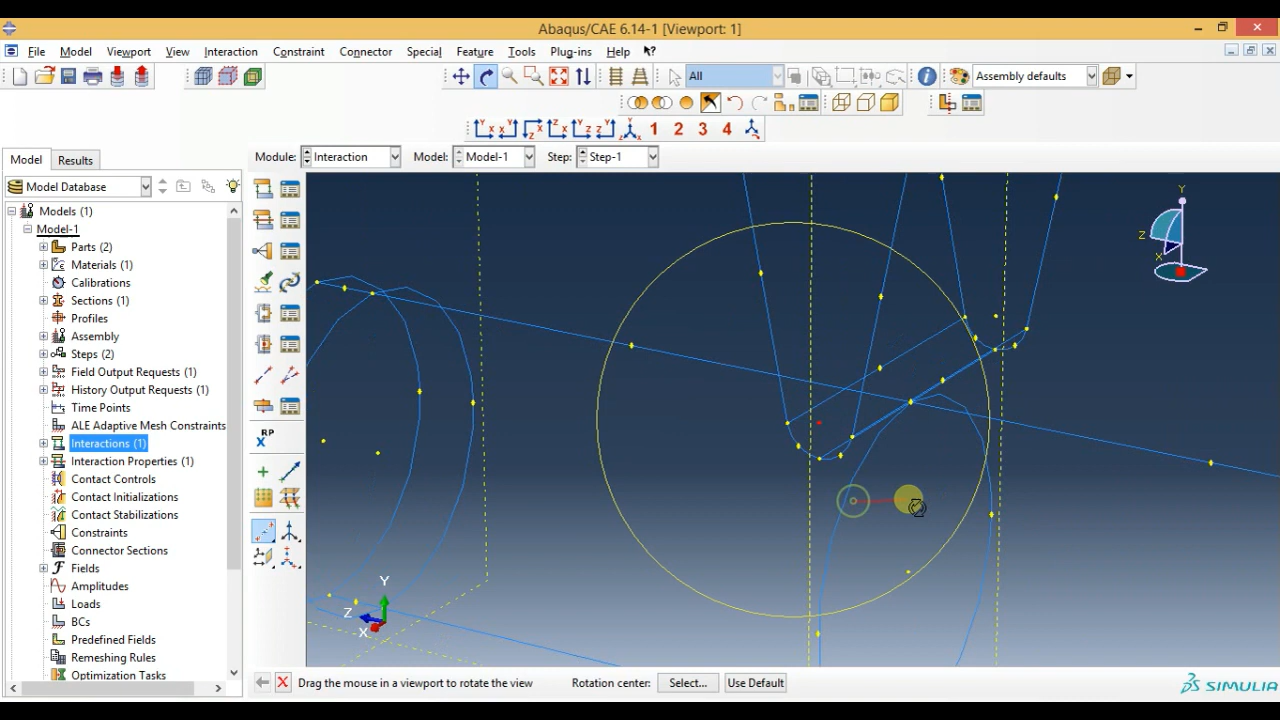 Abaqus/CAE 6.14-1 [Viewport: 1]
File Model Viewport View Interaction Constraint Connector Special Feature Tools Plug-ins Help
All
Assembly defaults
1 2 3 4
Model Results
Module: Interaction Model: Model-1 Step: Step-1
Model Database
Models (1)
Model-1
Parts (2)
Materials (1)
Calibrations
Sections (1)
Profiles
Assembly
Steps (2)
Field Output Requests (1)
History Output Requests (1)
Time Points
ALE Adaptive Mesh Constraints
Interactions (1)
Interaction Properties (1)
Contact Controls
Contact Initializations
Contact Stabilizations
Constraints
Connector Sections
Fields
Amplitudes
Loads
BCs
Predefined Fields
Remeshing Rules
Optimization Tasks
RP
Y
Z
X
Y
Z
X
Drag the mouse in a viewport to rotate the view Rotation center: Select... Use Default
SIMULIA